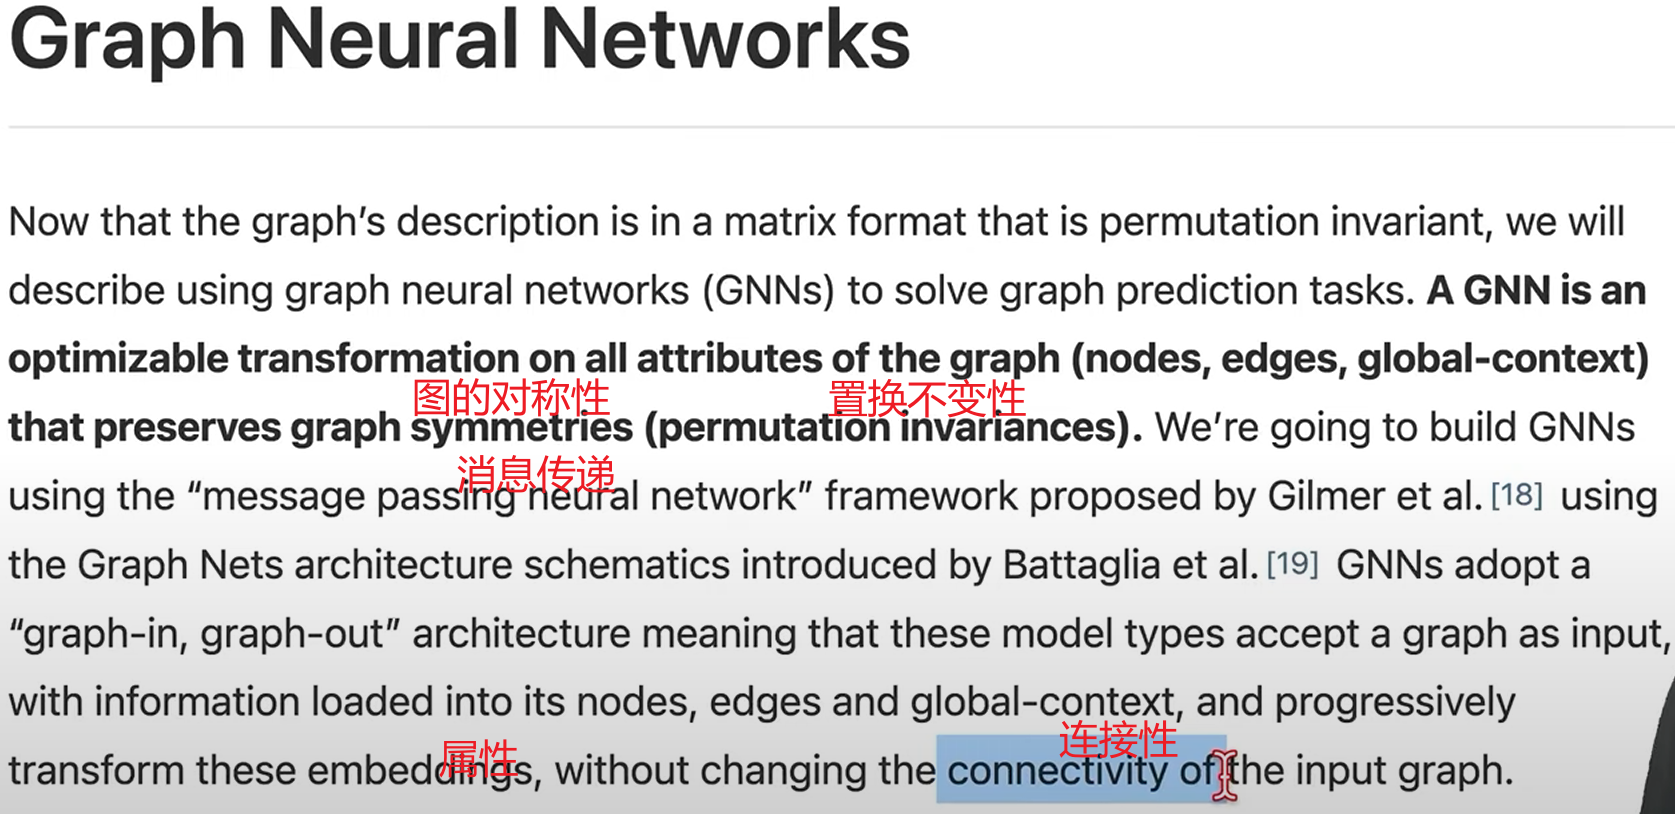 Graph Neural Networks
Now that the graph’s description is in a matrix format that is permutation invariant, we will
describe using graph neural networks (GNNs) to solve graph prediction tasks. A GNN is an
optimizable transformation on all attributes of the graph (nodes, edges, global-context)
图的对称性 置换不变性
that preserves graph symmetries (permutation invariances). We’re going to build GNNs
消息传递
using the “message passing neural network” framework proposed by Gilmer et al. [18] using
the Graph Nets architecture schematics introduced by Battaglia et al. [19] GNNs adopt a
“graph-in, graph-out” architecture meaning that these model types accept a graph as input,
with information loaded into its nodes, edges and global-context, and progressively
属性 连接性
transform these embeddings, without changing the connectivity of the input graph.